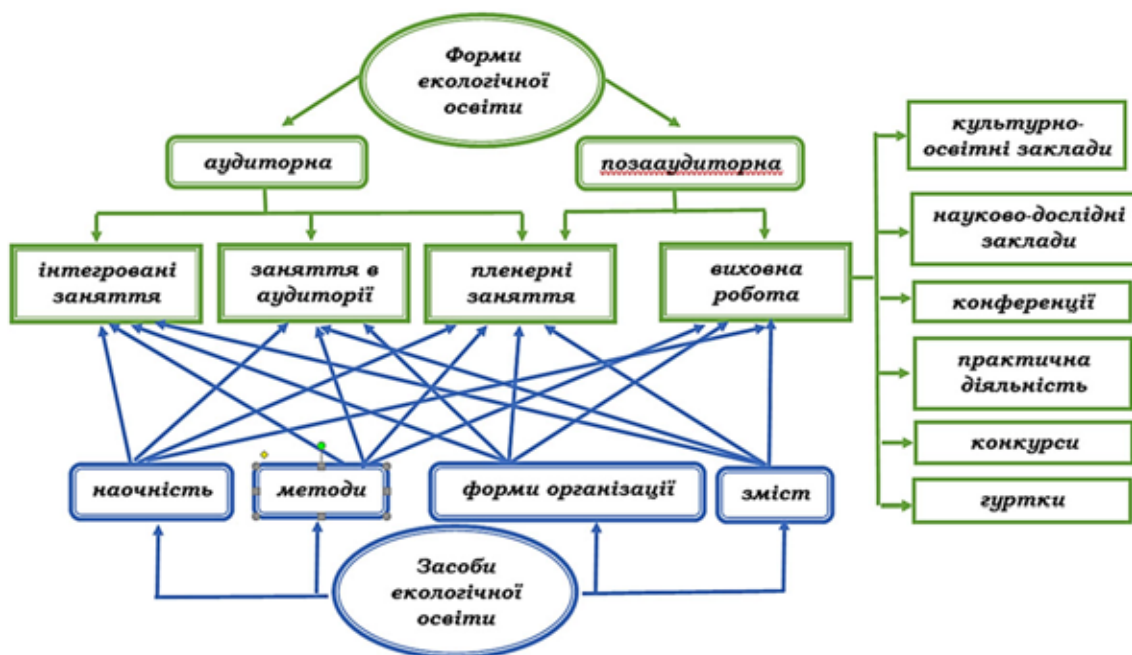 Форми
екологічної
освіти
аудиторна
позааудиторна
інтегровані
заняття
заняття в
аудиторії
пленерні
заняття
виховна
робота
культурно-
освітні заклади
науково-дослідні
заклади
конференції
практична
діяльність
конкурси
гуртки
наочність
методи
форми організації
зміст
Засоби
екологічної
освіти